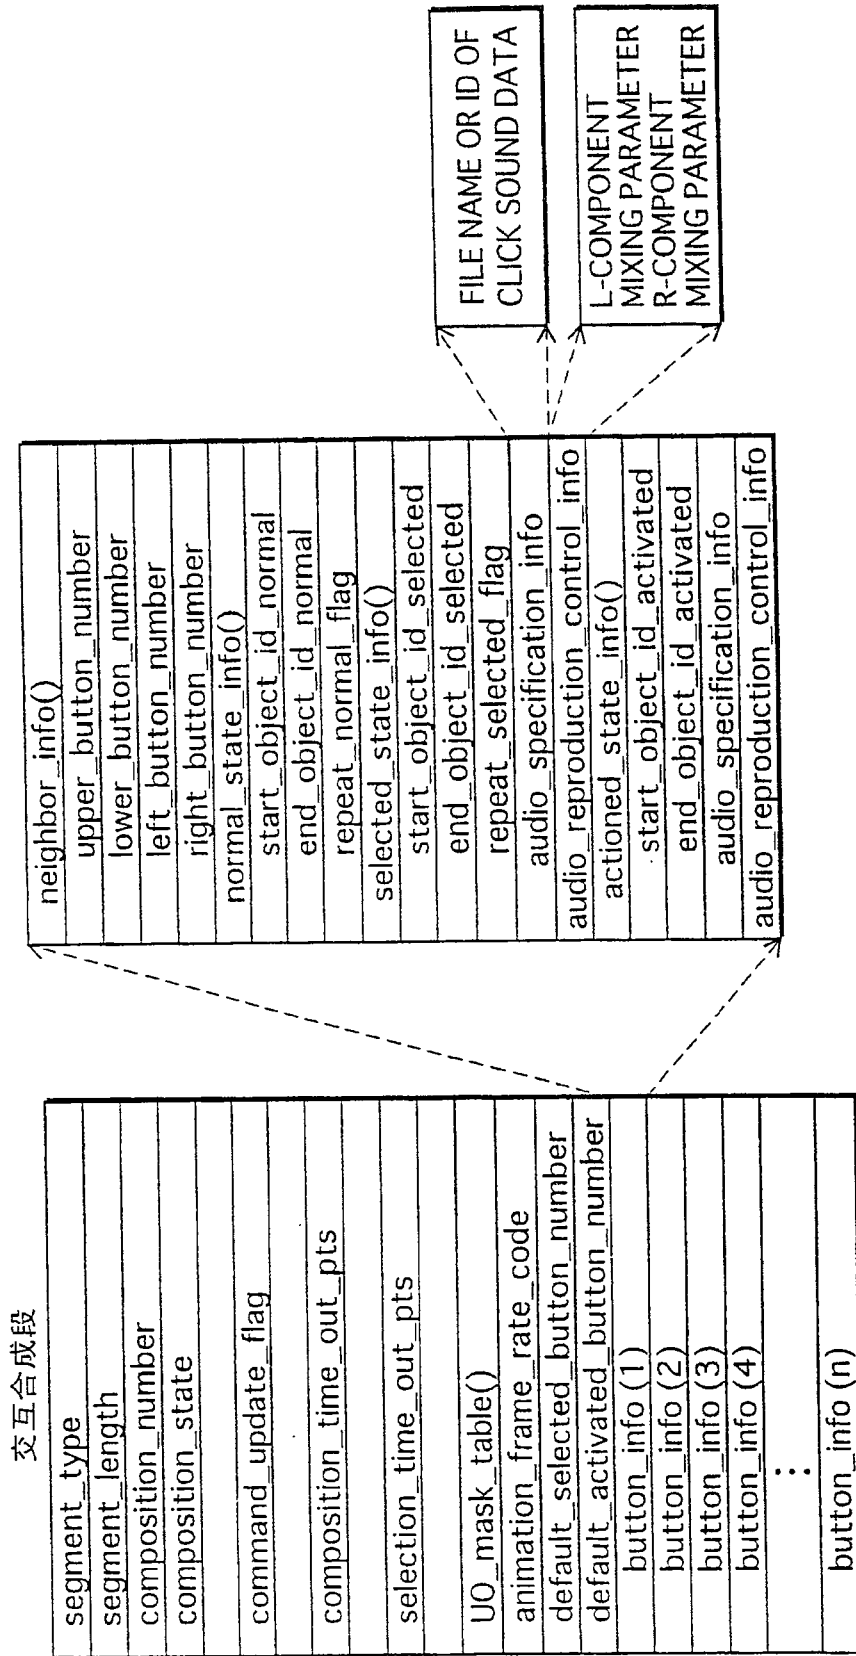 交互合成段
segment_type
segment_length
composition_number
composition_state
command_update_flag
composition_time_out_pts
selection_time_out_pts
UO_mask_table()
animation_frame_rate_code
default_selected_button_number
default_activated_button_number
button_info (1)
button_info (2)
button_info (3)
button_info (4)
⋮
button_info (n)
neighbor_info()
upper_button_number
lower_button_number
left_button_number
right_button_number
normal_state_info()
start_object_id_normal
end_object_id_normal
repeat_normal_flag
selected_state_info()
start_object_id_selected
end_object_id_selected
repeat_selected_flag
audio_specification_info
audio_reproduction_control_info
actioned_state_info()
start_object_id_activated
end_object_id_activated
audio_specification_info
audio_reproduction_control_info
FILE NAME OR ID OF
CLICK SOUND DATA
L-COMPONENT
MIXING PARAMETER
R-COMPONENT
MIXING PARAMETER